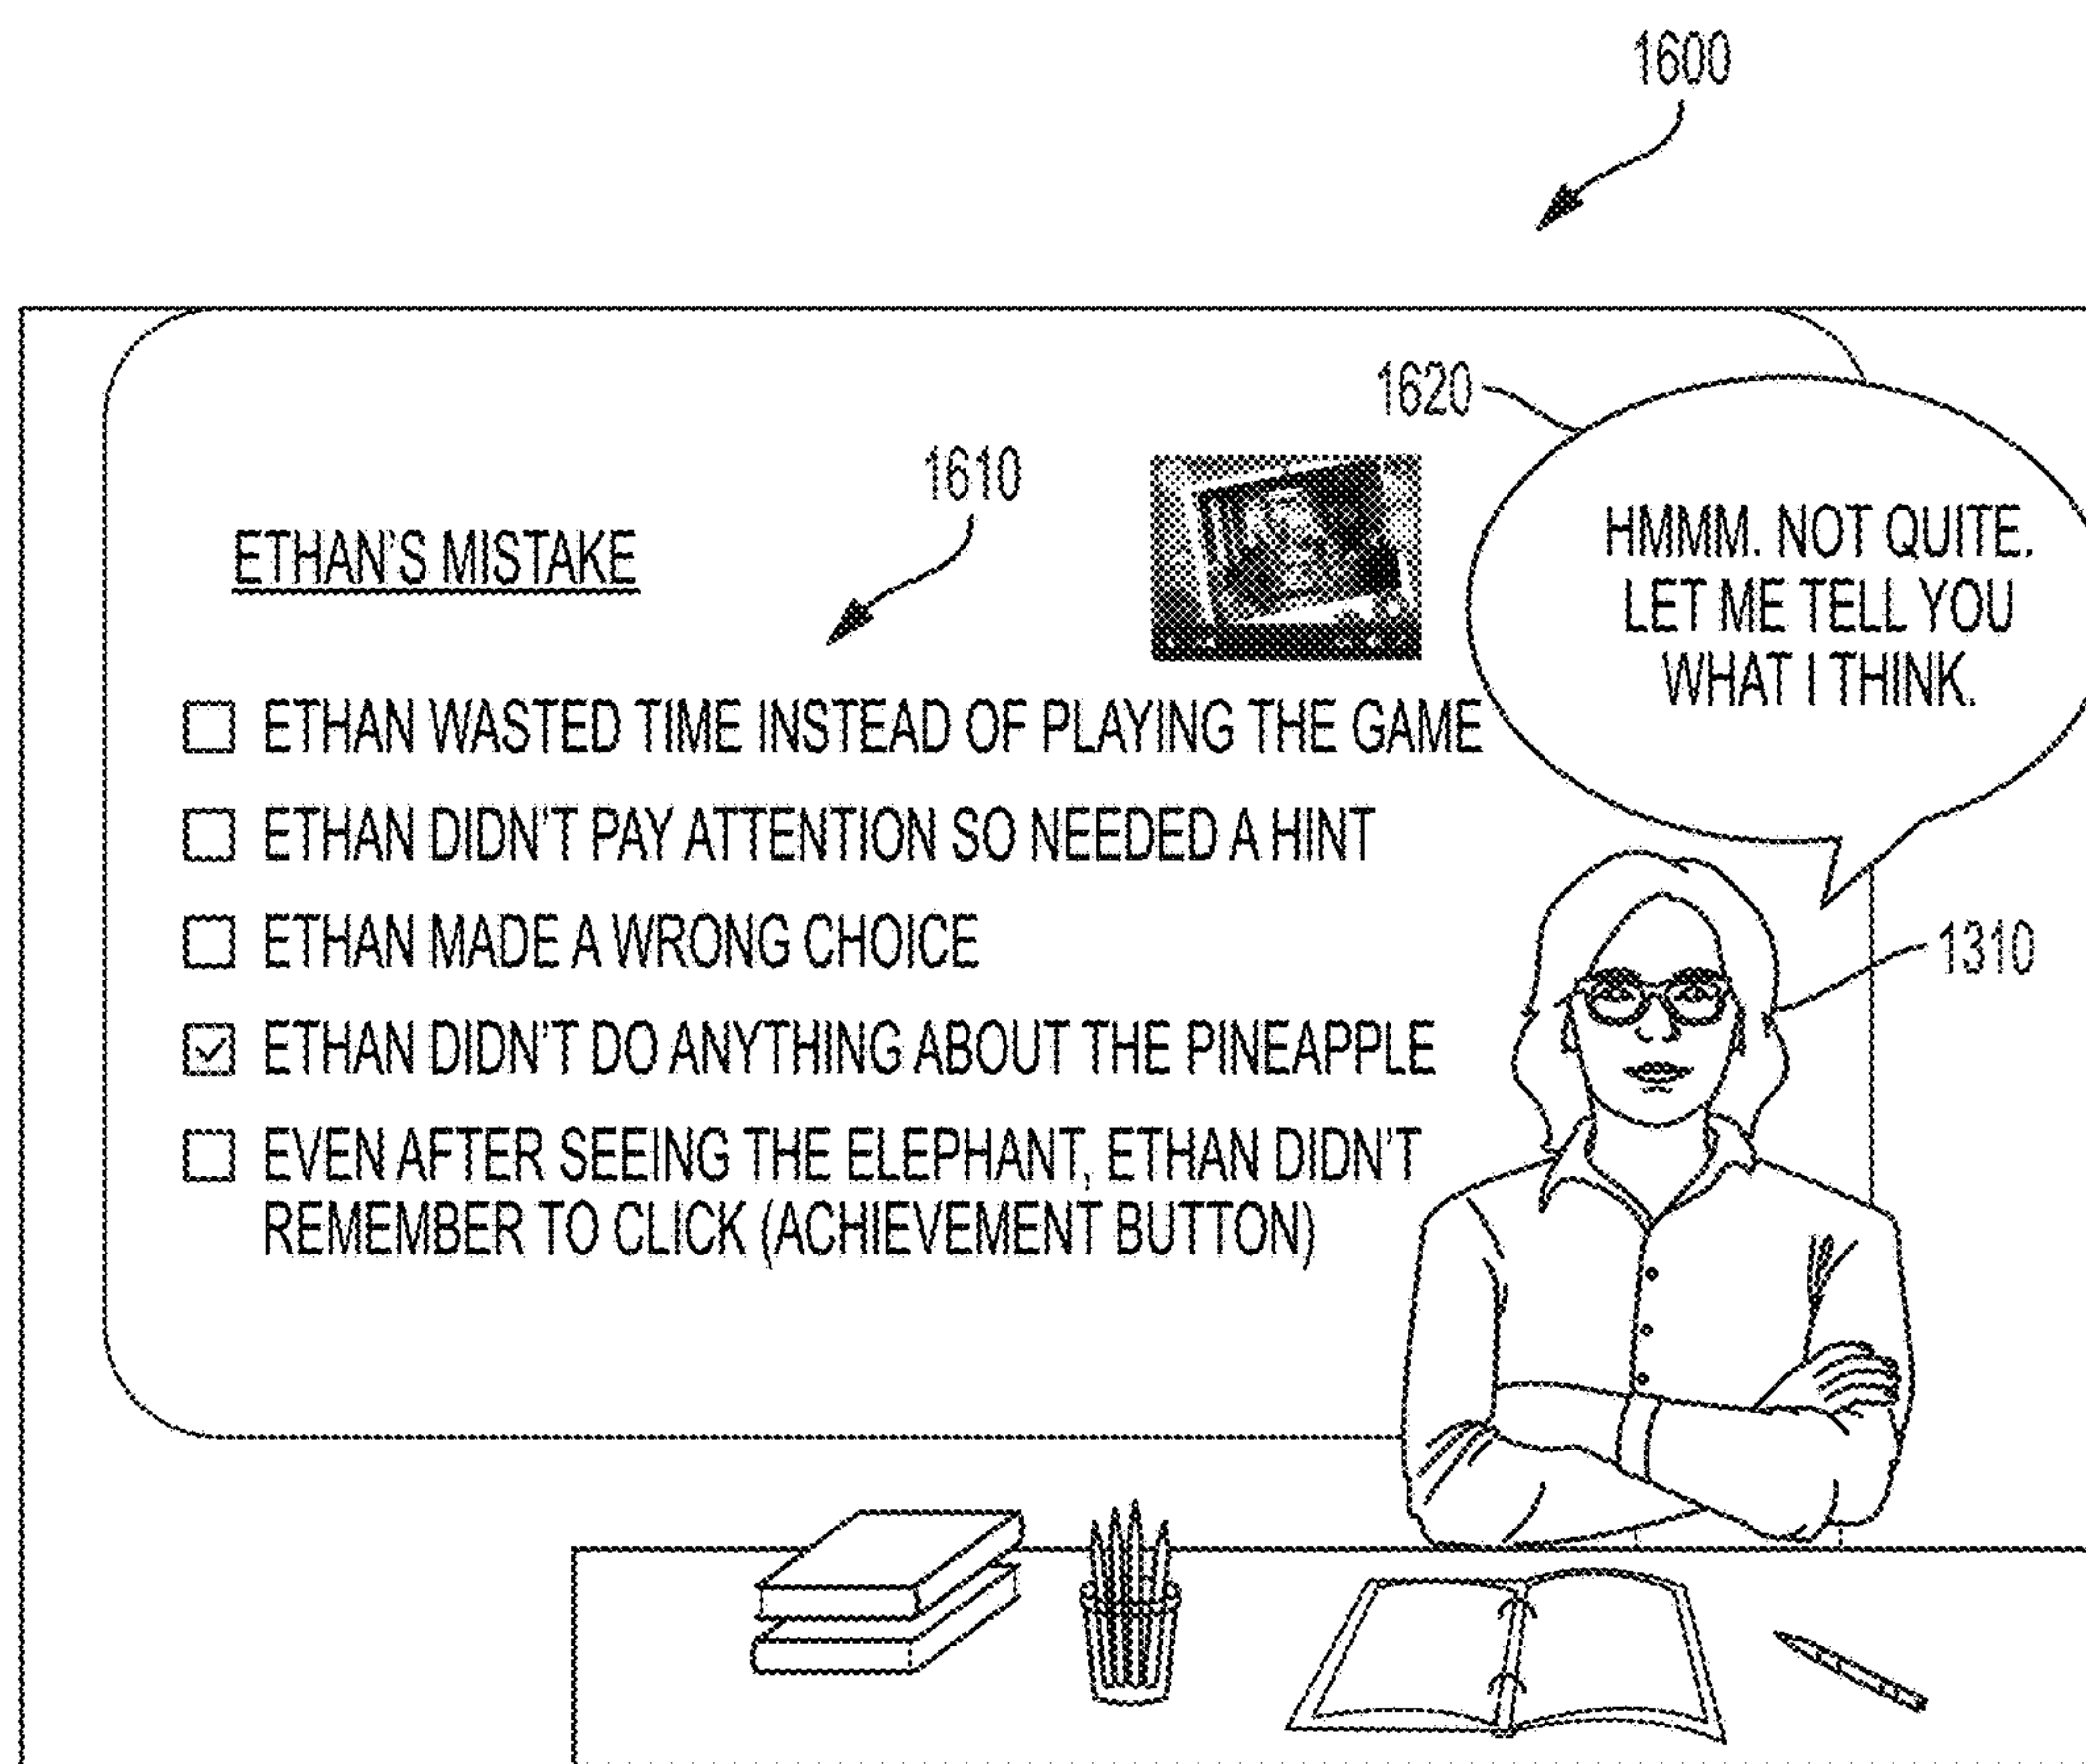 1600
1620
1610
ETHAN'S MISTAKE
HMMM. NOT QUITE.
LET ME TELL YOU
WHAT I THINK.
ETHAN WASTED TIME INSTEAD OF PLAYING THE GAME
ETHAN DIDN'T PAY ATTENTION SO NEEDED A HINT
ETHAN MADE A WRONG CHOICE
1310
ETHAN DIDN'T DO ANYTHING ABOUT THE PINEAPPLE
EVEN AFTER SEEING THE ELEPHANT, ETHAN DIDN'T
REMEMBER TO CLICK (ACHIEVEMENT BUTTON)